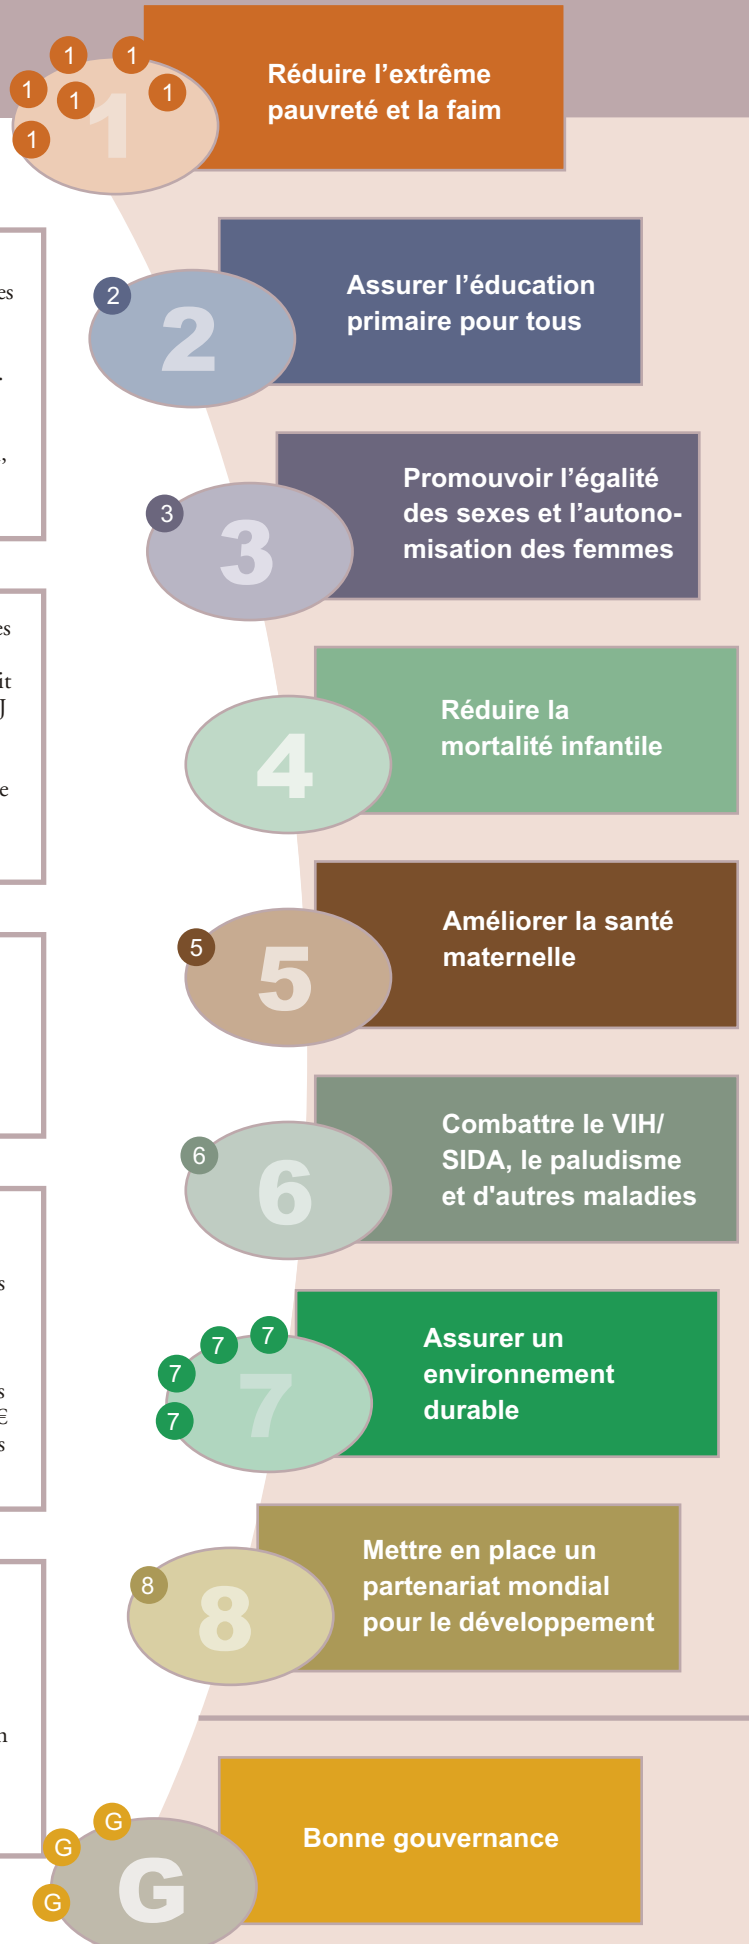 1
1
1
1
1
1
1
Réduire l’extrême
pauvreté et la faim
es
.
,
2
2
Assurer l’éducation
primaire pour tous
3
3
Promouvoir l’égalité
des sexes et l’autono-
misation des femmes
es
it
J
e
4
Réduire la
mortalité infantile
5
5
Améliorer la santé
maternelle
6
6
Combattre le VIH/
SIDA, le paludisme
et d'autres maladies
s
s
€
s
7
7
7
7
7
Assurer un
environnement
durable
8
8
Mettre en place un
partenariat mondial
pour le développement
n
G
G
G
G
Bonne gouvernance